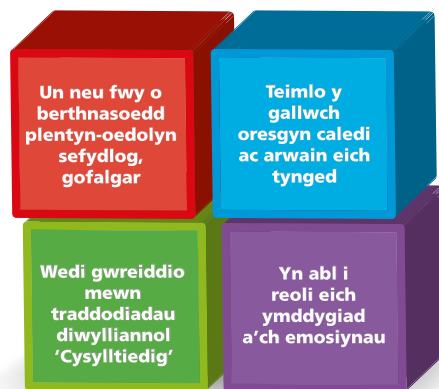 Un neu fwy o
berthnasoedd
plentyn-oedolyn
sefydlog,
gofalgar
Teimlo y
gallwch
oresgyn caledi
ac arwain eich
tynged
Wedi gwreiddio
mewn
traddodiadau
diwylliannol
‘Cysylltiedig’
Yn abl i
reoli eich
ymddygiad
a’ch emosiynau